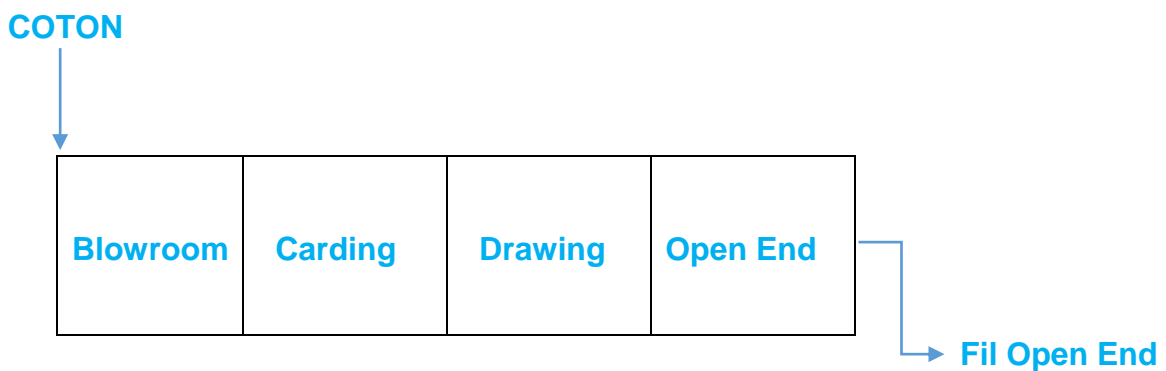 COTON
Blowroom
Carding
Drawing
Open End
Fil Open End